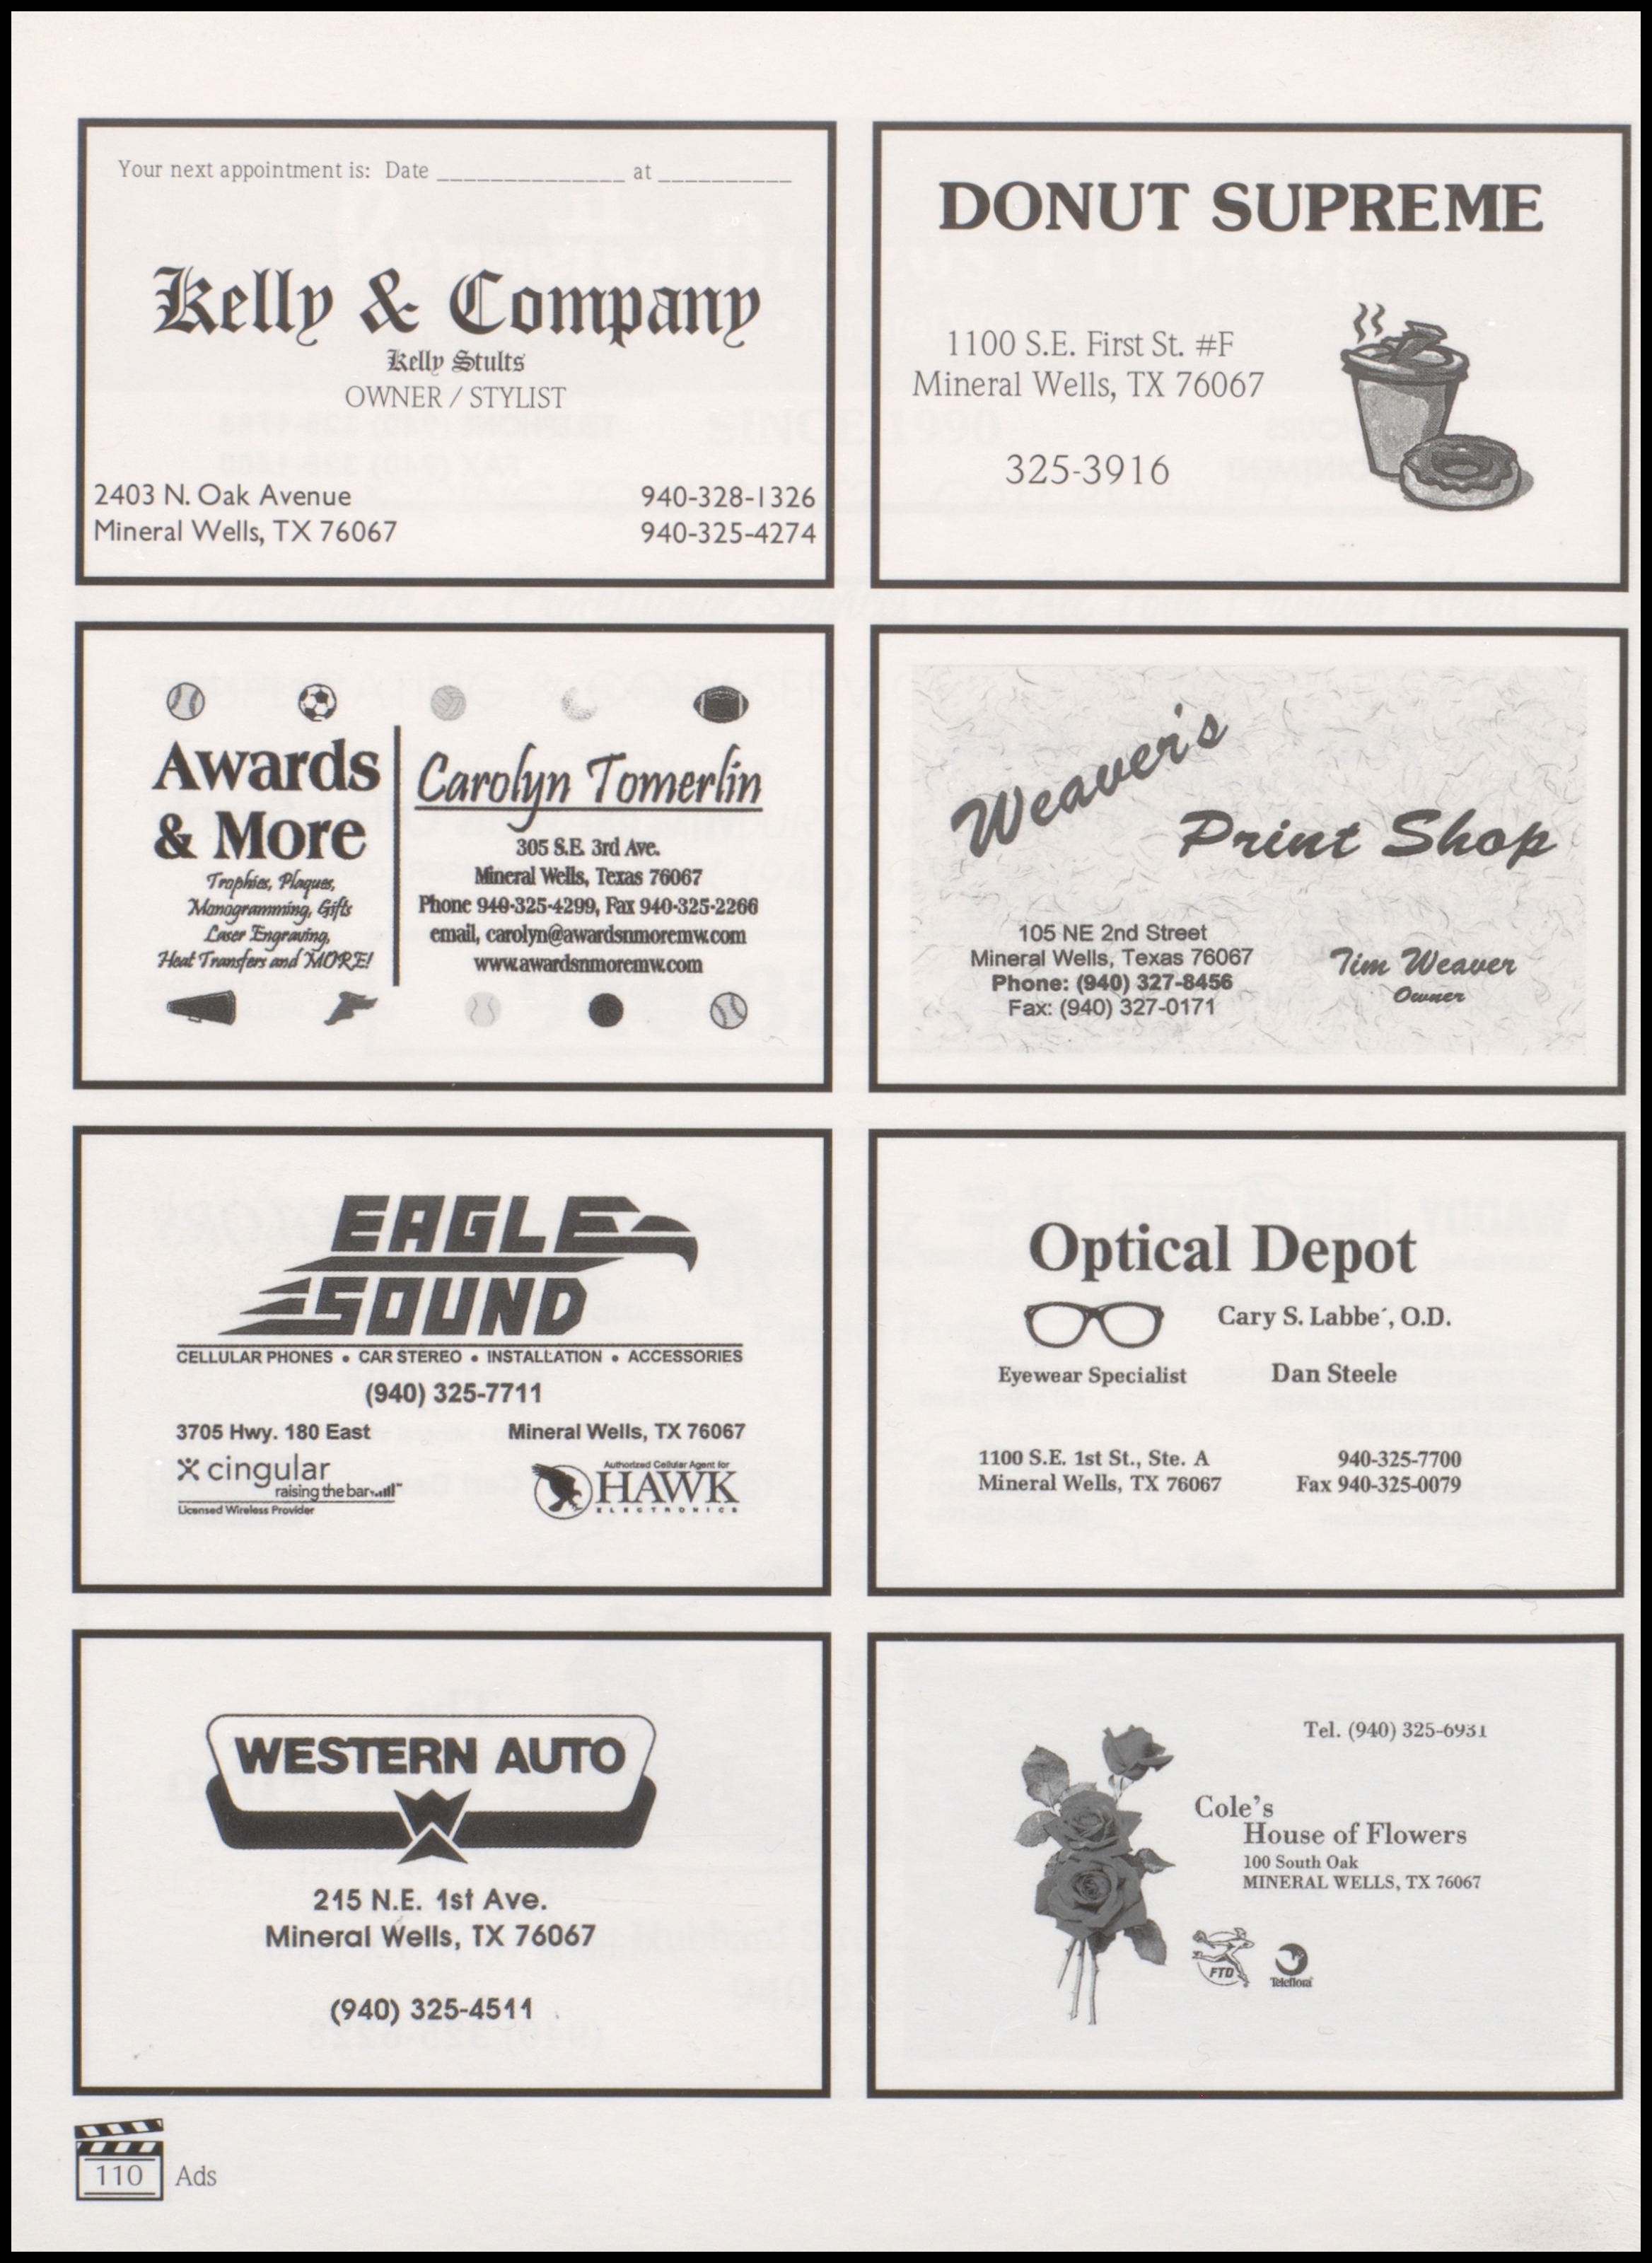 Your next appointment is: Date ______________ at __________
Kelly & Company
Kelly Stults
OWNER / STYLIST
2403 N. Oak Avenue 940-328-1326
Mineral Wells, TX 76067 940-325-4274
DONUT SUPREME
1100 S.E. First St. #F
Mineral Wells, TX 76067
325-3916
Awards
& More
Trophies, Plaques,
Monogramming, Gifts
Laser Engraving,
Heat Transfers and MORE!
Carolyn Tomerlin
305 S.E. 3rd Ave.
Mineral Wells, Texas 76067
Phone 940-325-4299, Fax 940-325-2266
email, carolyn@awardsnmoremw.com
www.awardsnmoremw.com
Weaver's
Print Shop
105 NE 2nd Street
Mineral Wells, Texas 76067
Phone: (940) 327-8456
Fax: (940) 327-0171
Tim Weaver
Owner
EAGLE
SOUND
CELLULAR PHONES • CAR STEREO • INSTALLATION • ACCESSORIES
(940) 325-7711
3705 Hwy. 180 East Mineral Wells, TX 76067
cingular
raising the bar
Licensed Wireless Provider
Authorized Cellular Agent for
HAWK
ELECTRONICS
Optical Depot
Cary S. Labbe´, O.D.
Eyewear Specialist Dan Steele
1100 S.E. 1st St., Ste. A 940-325-7700
Mineral Wells, TX 76067 Fax 940-325-0079
WESTERN AUTO
215 N.E. 1st Ave.
Mineral Wells, TX 76067
(940) 325-4511
Tel. (940) 325-6931
Cole's
House of Flowers
100 South Oak
MINERAL WELLS, TX 76067
FTD
Teleflora
110 Ads